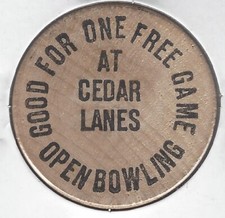 GOOD FOR ONE FREE GAME
AT
CEDAR
LANES
OPEN BOWLING